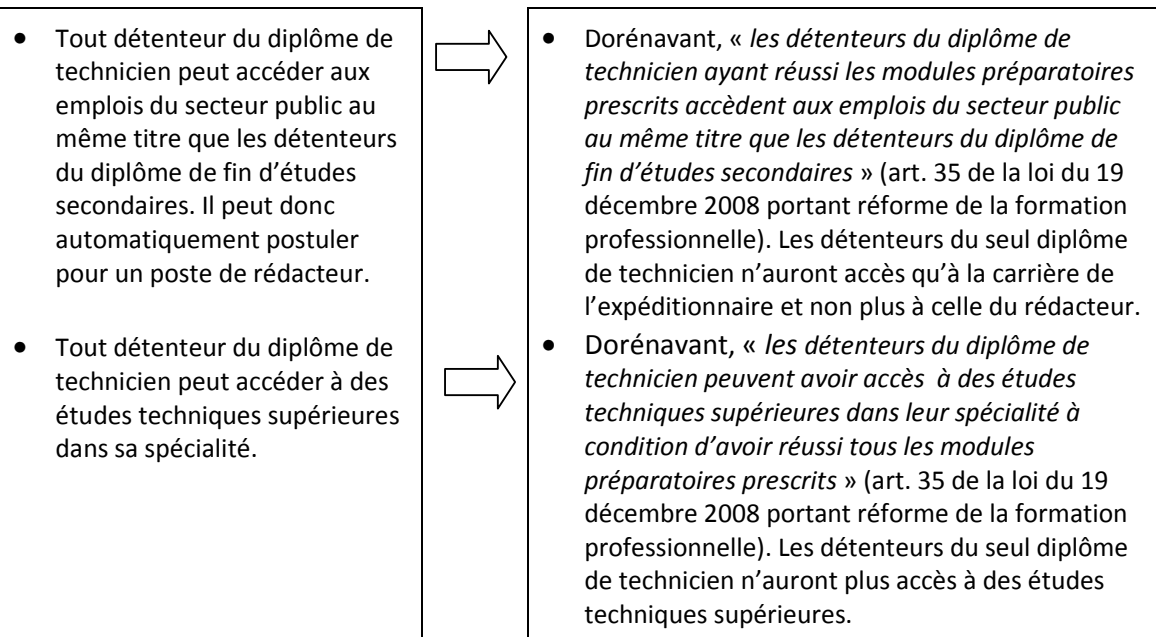 • Tout détenteur du diplôme de
technicien peut accéder aux
emplois du secteur public au
même titre que les détenteurs
du diplôme de fin d’études
secondaires. Il peut donc
automatiquement postuler
pour un poste de rédacteur.
• Tout détenteur du diplôme de
technicien peut accéder à des
études techniques supérieures
dans sa spécialité.
• Dorénavant, « les détenteurs du diplôme de
technicien ayant réussi les modules préparatoires
prescrits accèdent aux emplois du secteur public
au même titre que les détenteurs du diplôme de
fin d’études secondaires » (art. 35 de la loi du 19
décembre 2008 portant réforme de la formation
professionnelle). Les détenteurs du seul diplôme
de technicien n’auront accès qu’à la carrière de
l’expéditionnaire et non plus à celle du rédacteur.
• Dorénavant, « les détenteurs du diplôme de
technicien peuvent avoir accès à des études
techniques supérieures dans leur spécialité à
condition d’avoir réussi tous les modules
préparatoires prescrits » (art. 35 de la loi du 19
décembre 2008 portant réforme de la formation
professionnelle). Les détenteurs du seul diplôme
de technicien n’auront plus accès à des études
techniques supérieures.